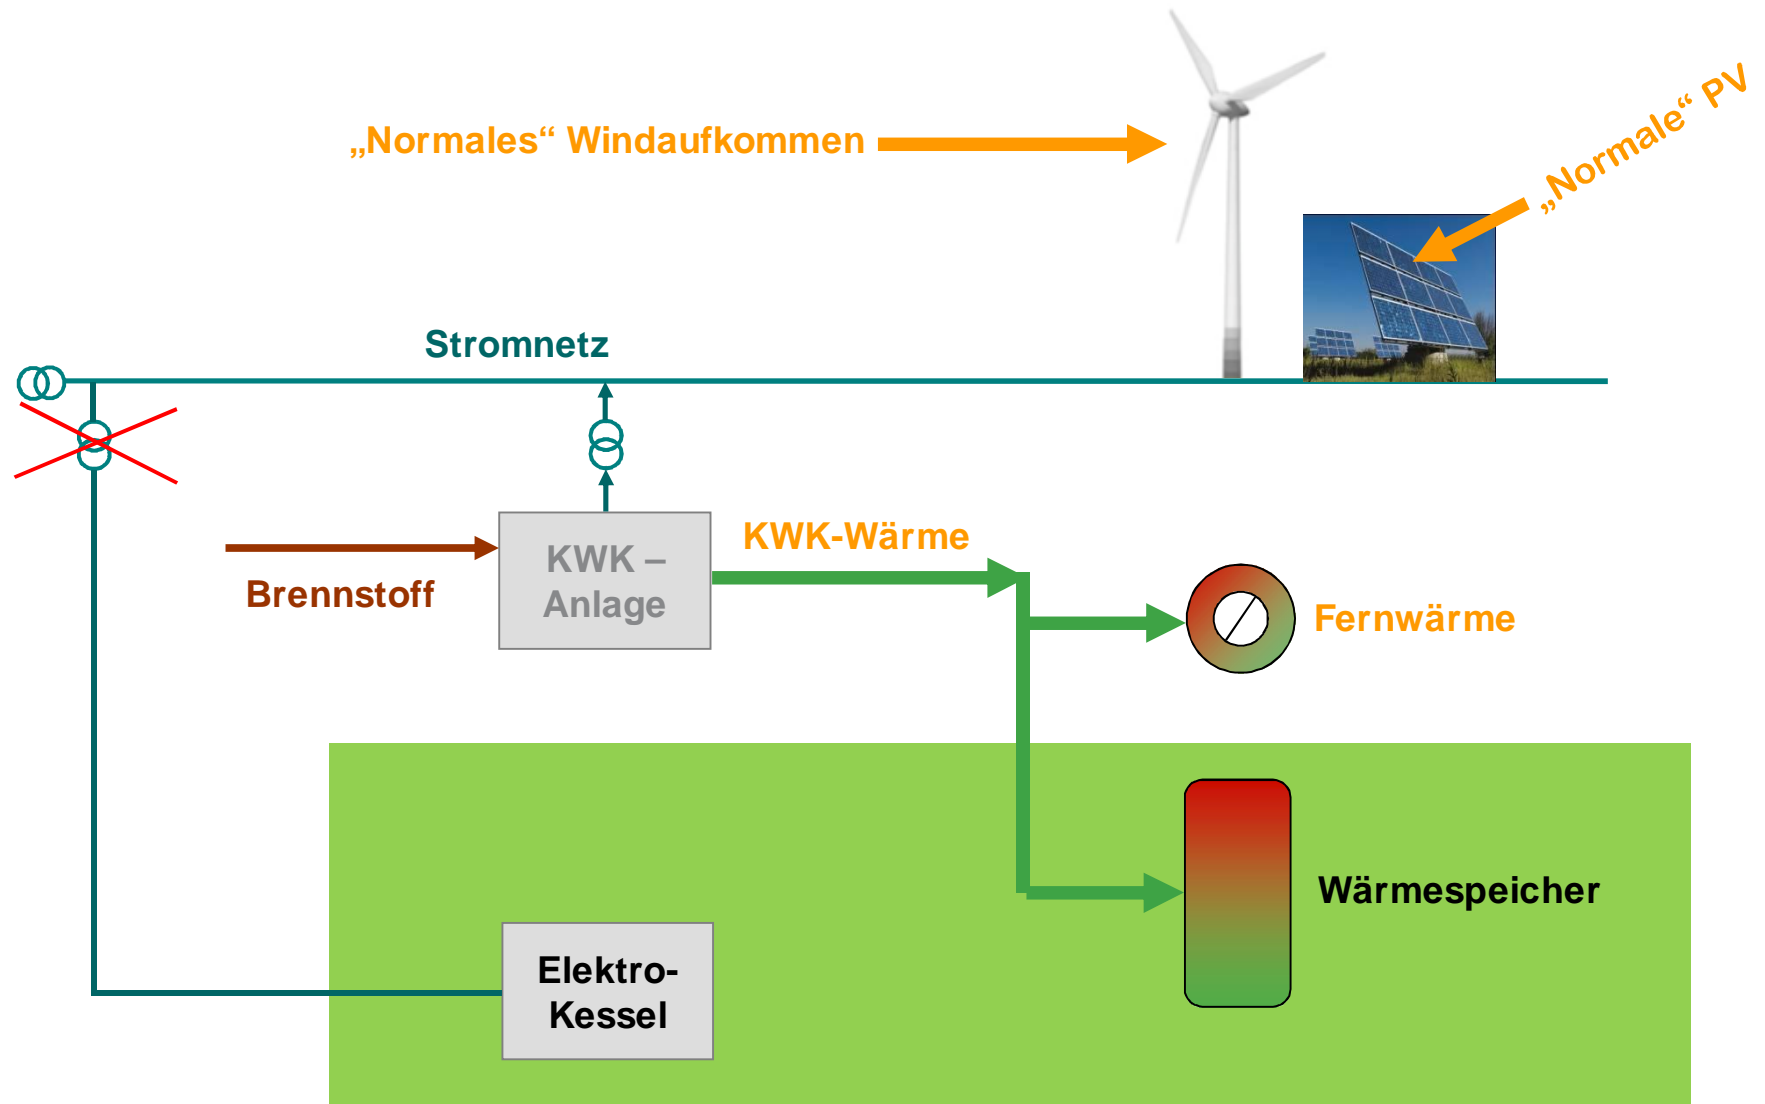 „Normales“ Windaufkommen
„Normale“ PV
Stromnetz
KWK-Wärme
KWK –
Anlage
Brennstoff
Fernwärme
Wärmespeicher
Elektro-
Kessel